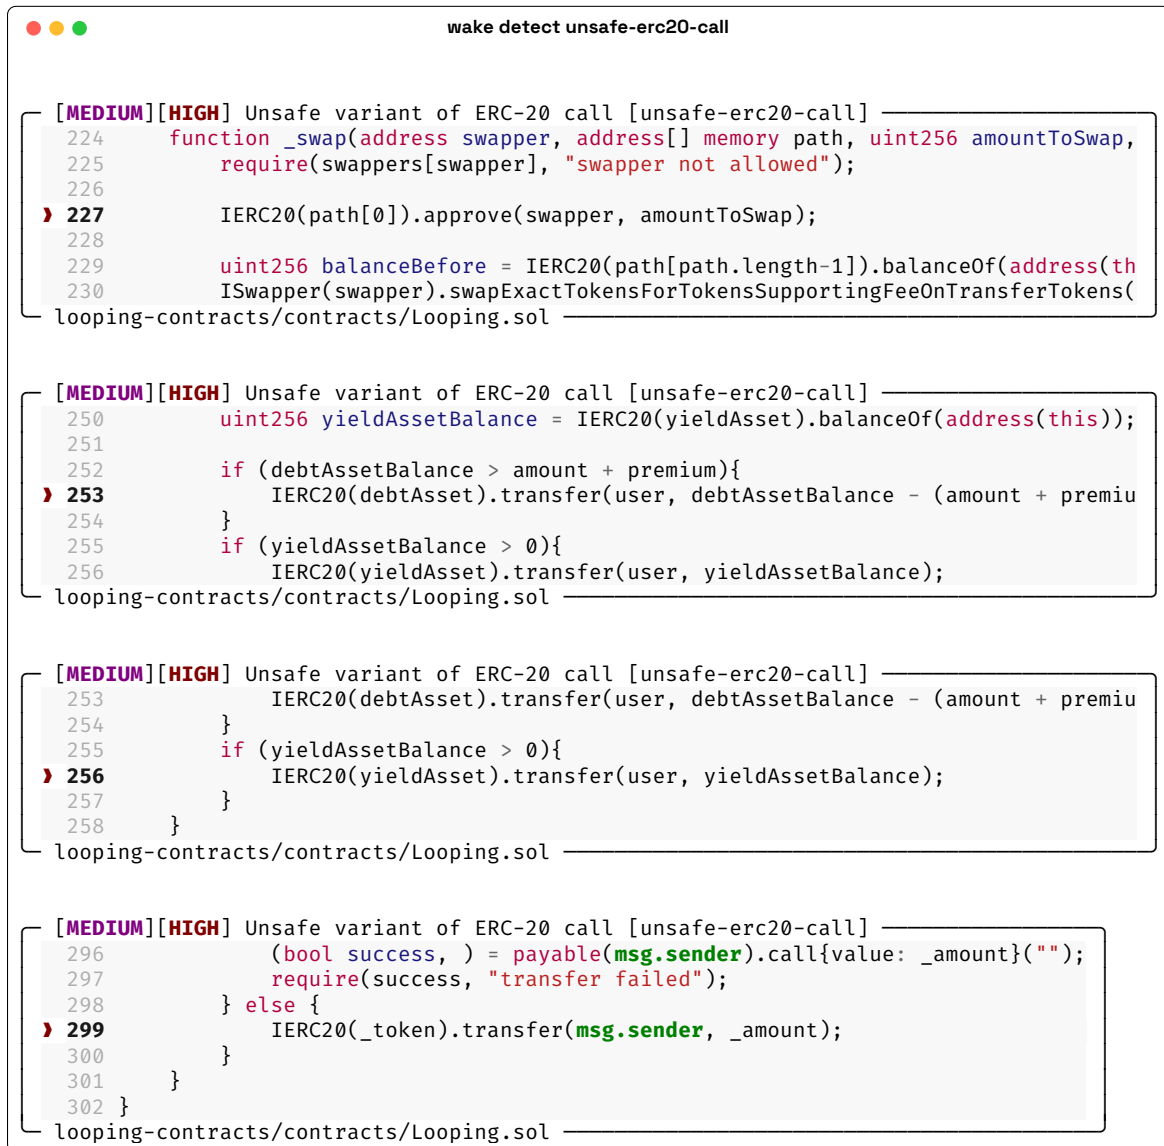 wake detect unsafe-erc20-call
[MEDIUM][HIGH] Unsafe variant of ERC-20 call [unsafe-erc20-call]
224     function _swap(address swapper, address[] memory path, uint256 amountToSwap,
225         require(swappers[swapper], "swapper not allowed");
226
❱ 227         IERC20(path[0]).approve(swapper, amountToSwap);
228
229         uint256 balanceBefore = IERC20(path[path.length-1]).balanceOf(address(th
230         ISwapper(swapper).swapExactTokensForTokensSupportingFeeOnTransferTokens(
looping-contracts/contracts/Looping.sol
[MEDIUM][HIGH] Unsafe variant of ERC-20 call [unsafe-erc20-call]
250         uint256 yieldAssetBalance = IERC20(yieldAsset).balanceOf(address(this));
251
252         if (debtAssetBalance > amount + premium){
❱ 253             IERC20(debtAsset).transfer(user, debtAssetBalance - (amount + premiu
254         }
255         if (yieldAssetBalance > 0){
256             IERC20(yieldAsset).transfer(user, yieldAssetBalance);
looping-contracts/contracts/Looping.sol
[MEDIUM][HIGH] Unsafe variant of ERC-20 call [unsafe-erc20-call]
253             IERC20(debtAsset).transfer(user, debtAssetBalance - (amount + premiu
254         }
255         if (yieldAssetBalance > 0){
❱ 256             IERC20(yieldAsset).transfer(user, yieldAssetBalance);
257         }
258     }
looping-contracts/contracts/Looping.sol
[MEDIUM][HIGH] Unsafe variant of ERC-20 call [unsafe-erc20-call]
296             (bool success, ) = payable(msg.sender).call{value: _amount}("");
297             require(success, "transfer failed");
298         } else {
❱ 299             IERC20(_token).transfer(msg.sender, _amount);
300         }
301     }
302 }
looping-contracts/contracts/Looping.sol